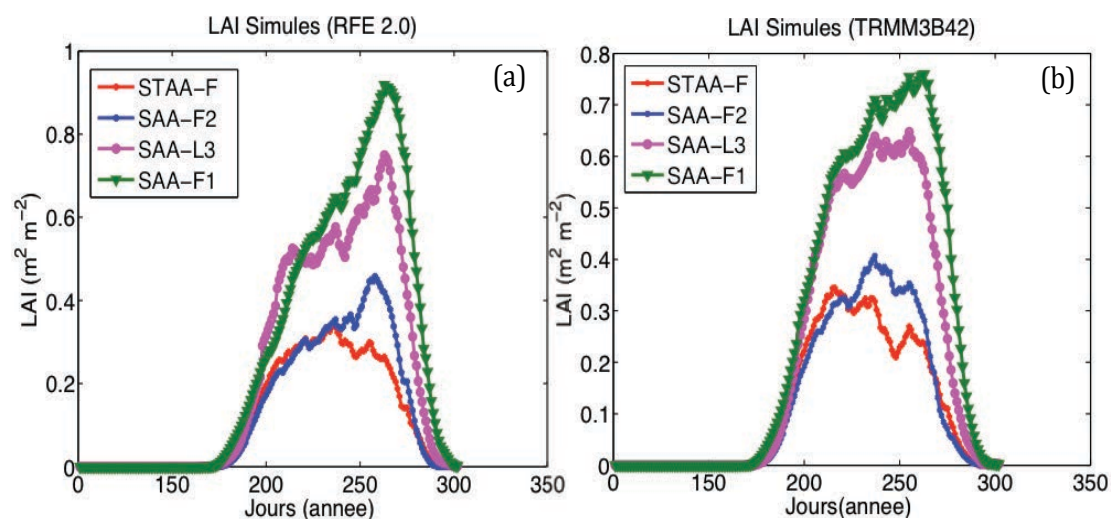 LAI Simules (RFE 2.0)
(a)
STAA-F
SAA-F2
SAA-L3
SAA-F1
1
0.8
0.6
0.4
0.2
0
LAI (m² m⁻²)
0 150 200 250 300 350
Jours (annee)
LAI Simules (TRMM3B42)
(b)
STAA-F
SAA-F2
SAA-L3
SAA-F1
0.8
0.7
0.6
0.5
0.4
0.3
0.2
0.1
0
LAI (m² m⁻²)
0 150 200 250 300 350
Jours(annee)